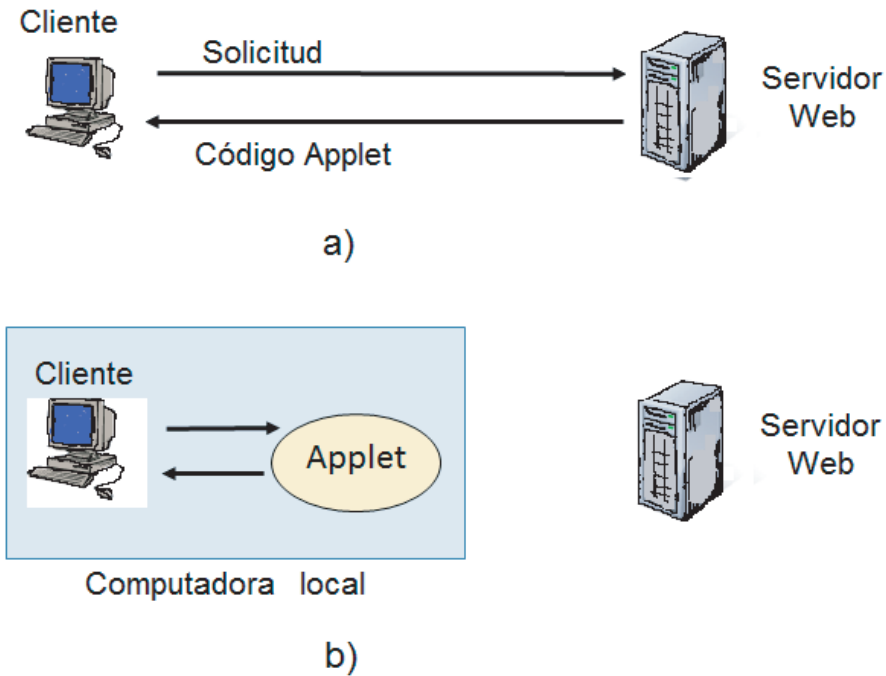 Cliente
Solicitud
Servidor
Web
Código Applet
a)
Cliente
Applet
Servidor
Web
Computadora local
b)